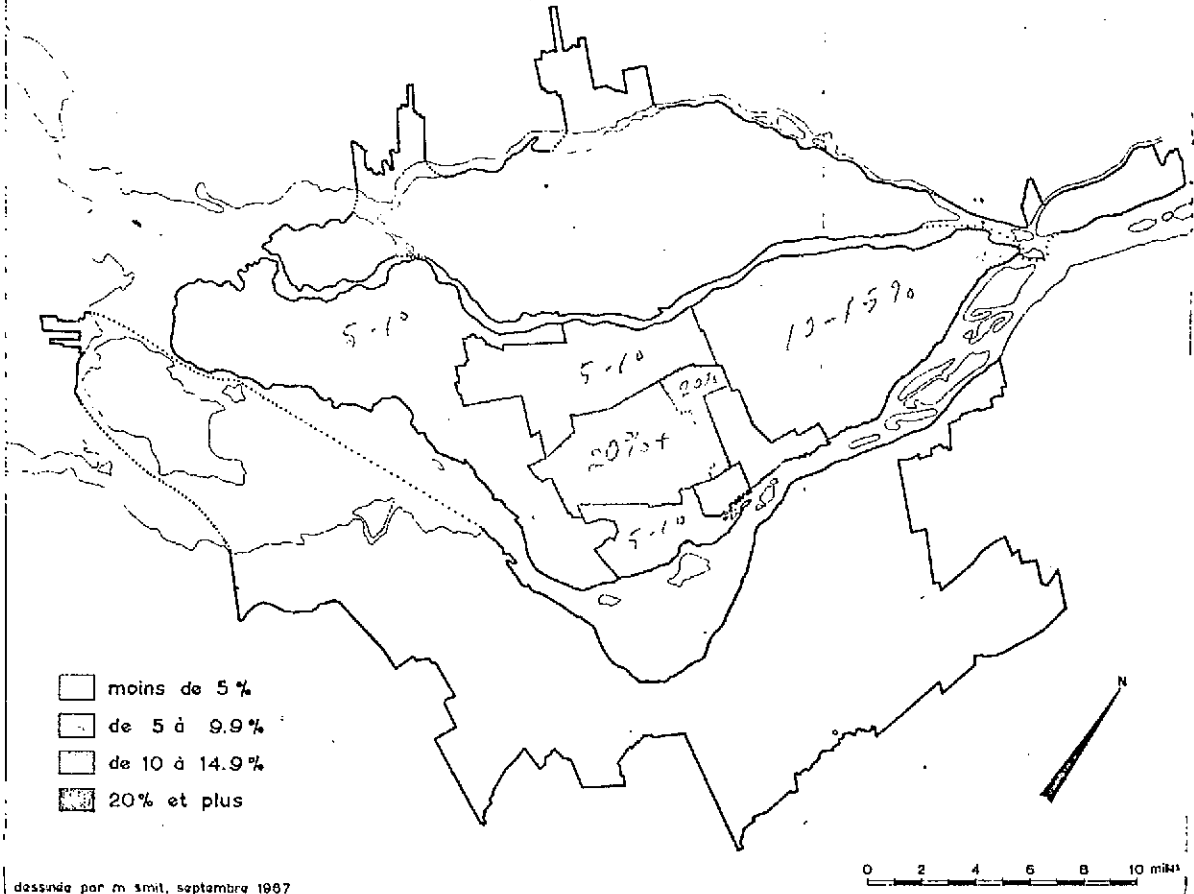 5-10
5-10
10-15%
20%
20%+
5-10
N
moins de 5%
de 5 à 9.9%
de 10 à 14.9%
20% et plus
0 2 4 6 8 10 miles
dessinée par m smit, septembre 1967